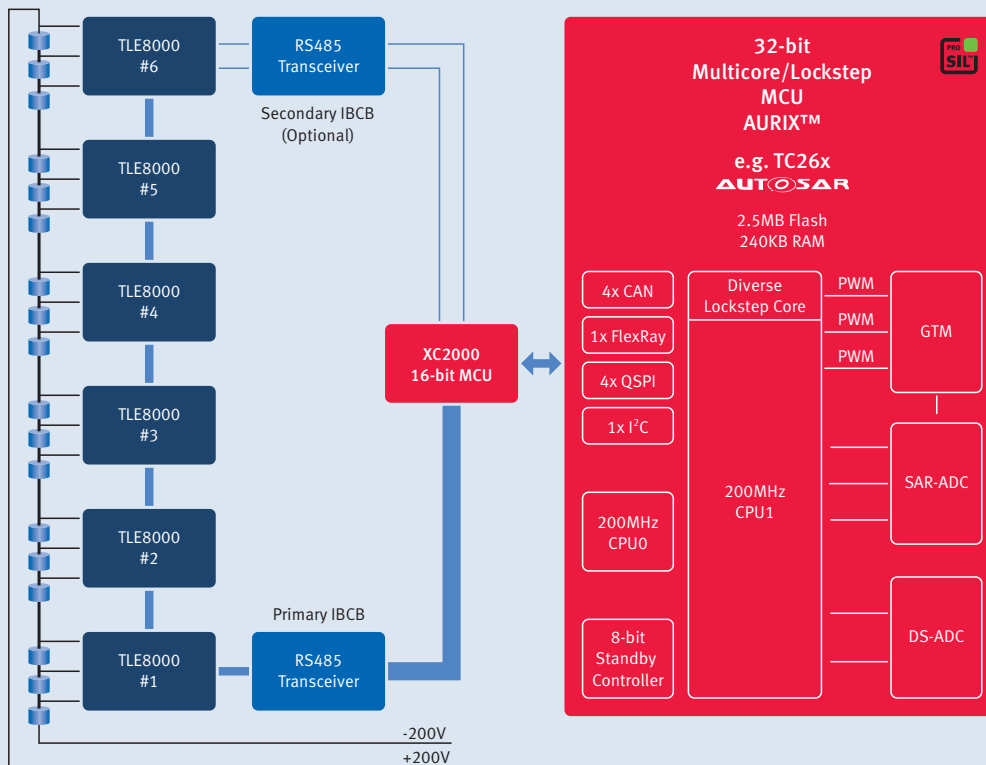 TLE8000
#6
RS485
Transceiver
Secondary IBCB
(Optional)
TLE8000
#5
TLE8000
#4
TLE8000
#3
TLE8000
#2
TLE8000
#1
Primary IBCB
RS485
Transceiver
-200V
+200V
XC2000
16-bit MCU
32-bit
Multicore/Lockstep
MCU
AURIX™
PRO
SIL™
e.g. TC26x
AUTOSAR
2.5MB Flash
240KB RAM
4x CAN
1x FlexRay
4x QSPI
1x I²C
200MHz
CPU0
8-bit
Standby
Controller
Diverse
Lockstep Core
200MHz
CPU1
PWM
PWM
PWM
GTM
SAR-ADC
DS-ADC